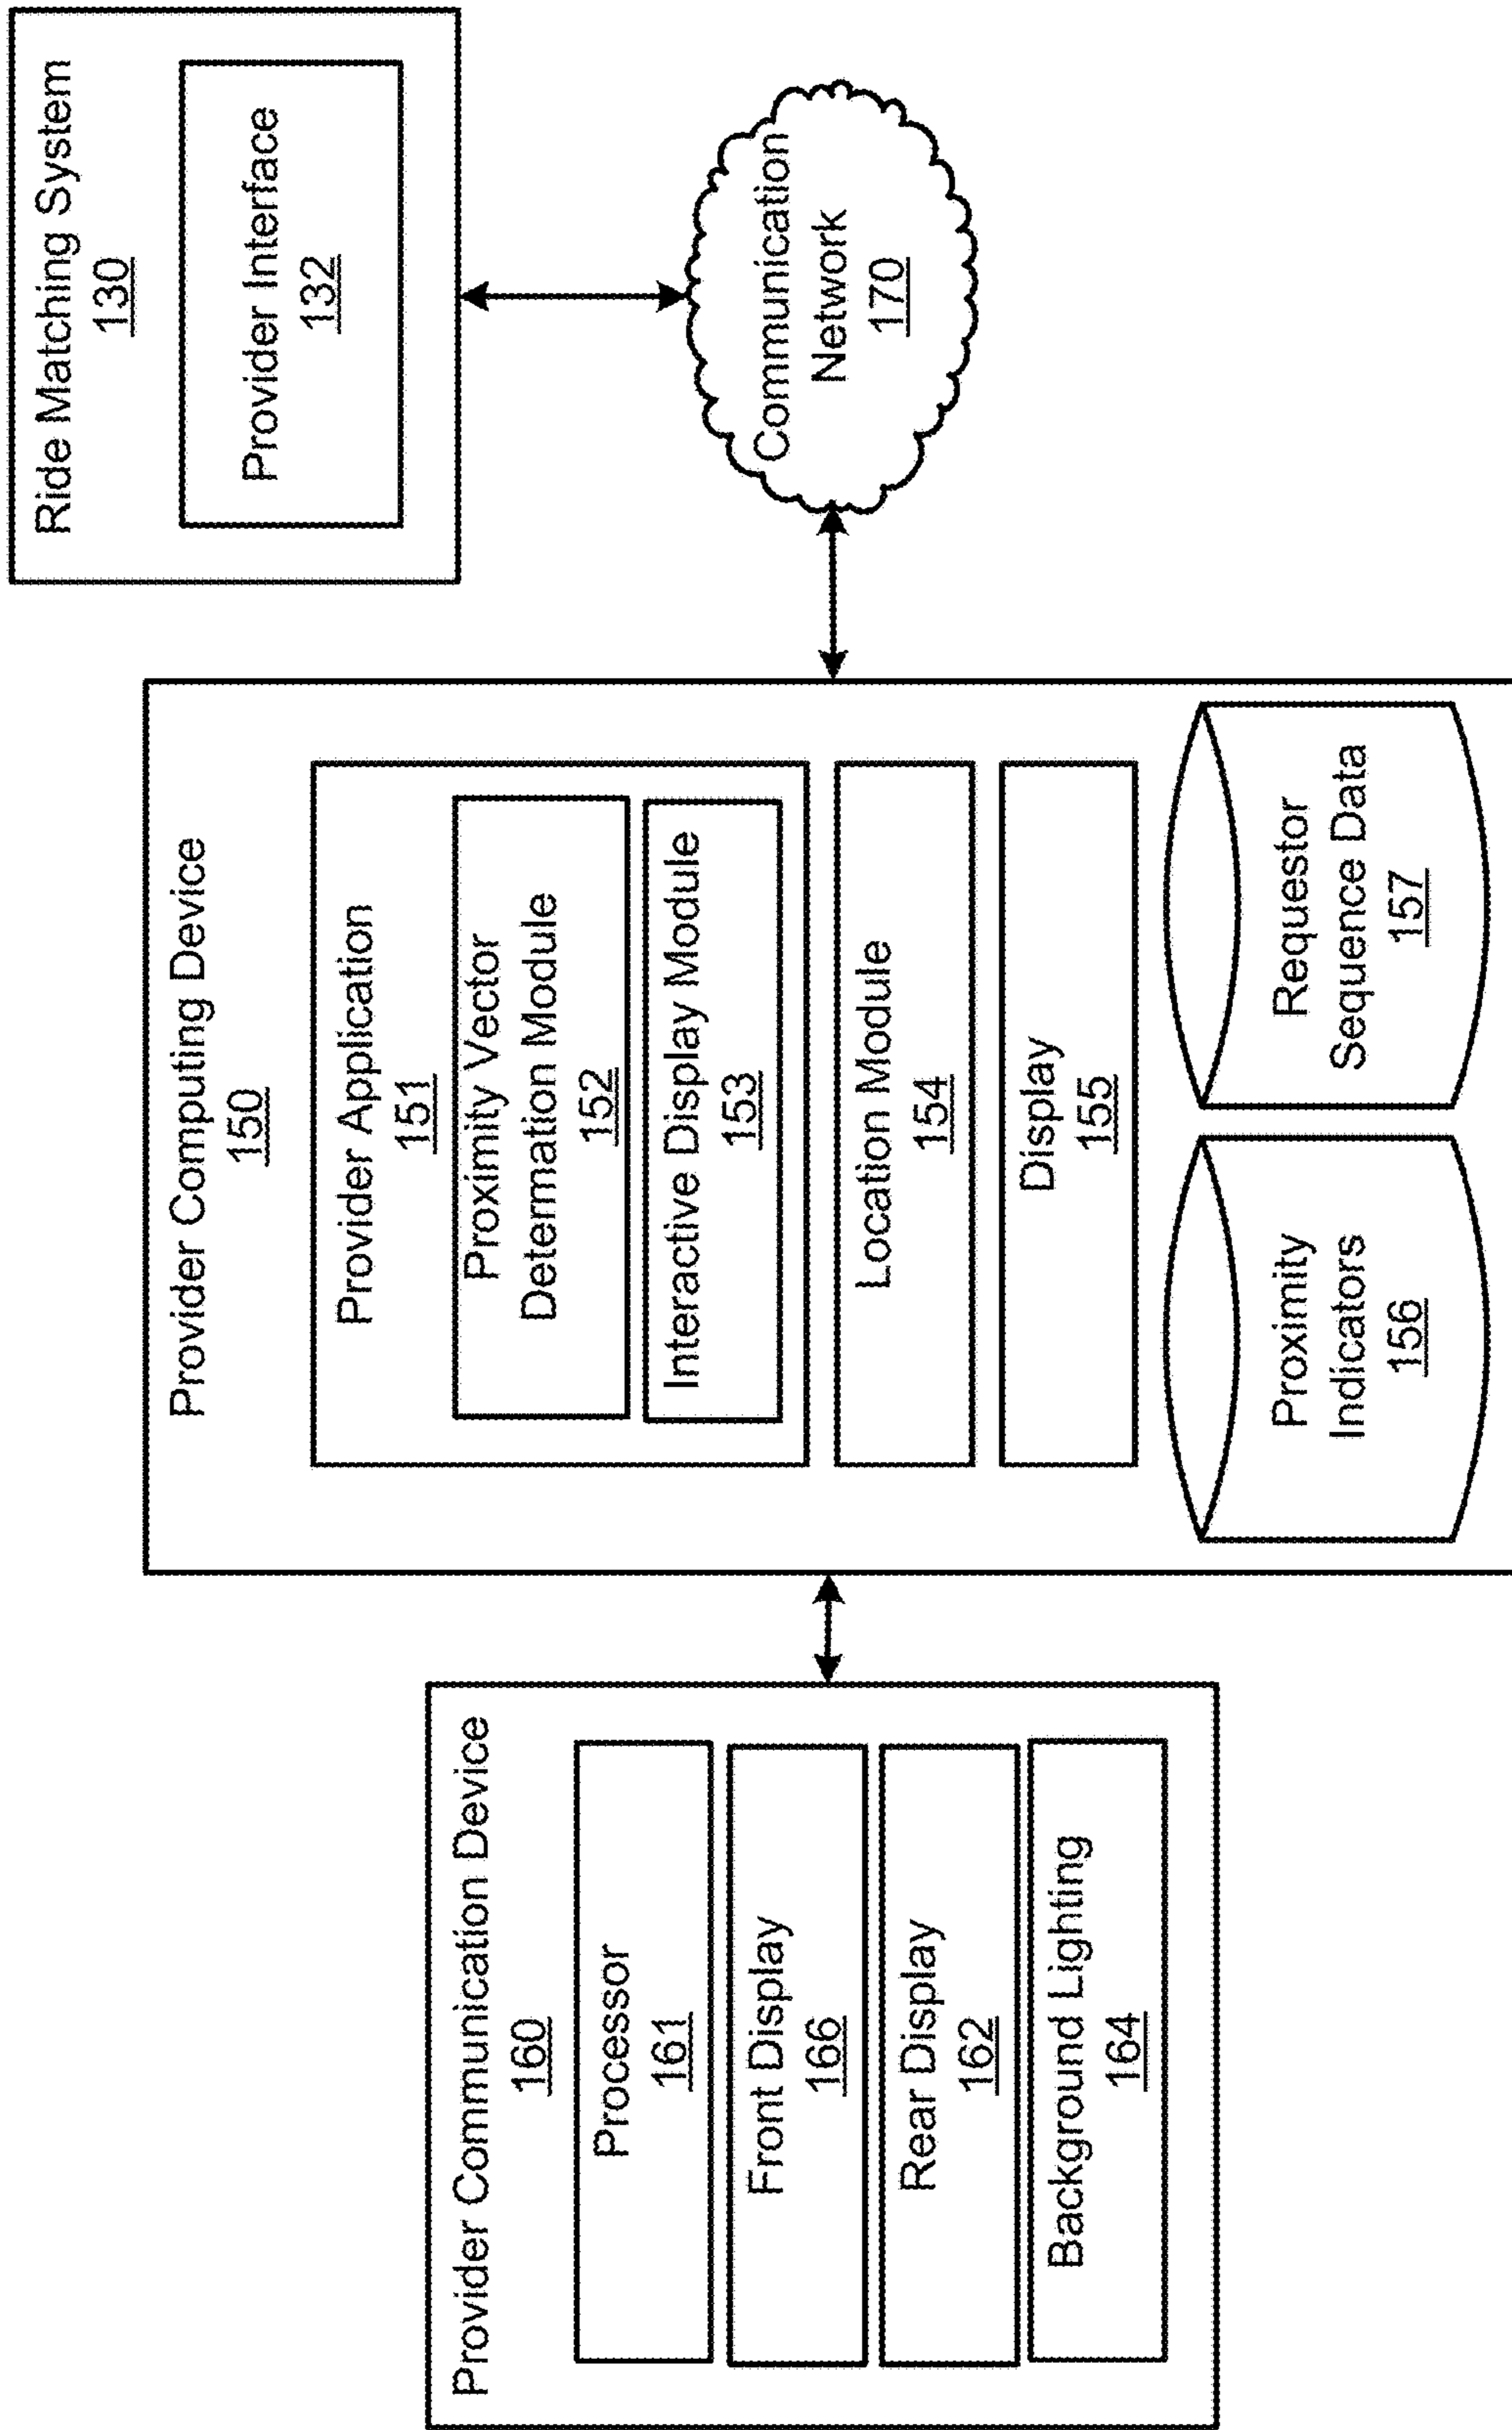 Provider Communication Device
160
Processor
161
Front Display
166
Rear Display
162
Background Lighting
164
Provider Computing Device
150
Provider Application
151
Proximity Vector
Determation Module
152
Interactive Display Module
153
Location Module
154
Display
155
Proximity
Indicators
156
Requestor
Sequence Data
157
Ride Matching System
130
Provider Interface
132
Communication
Network
170